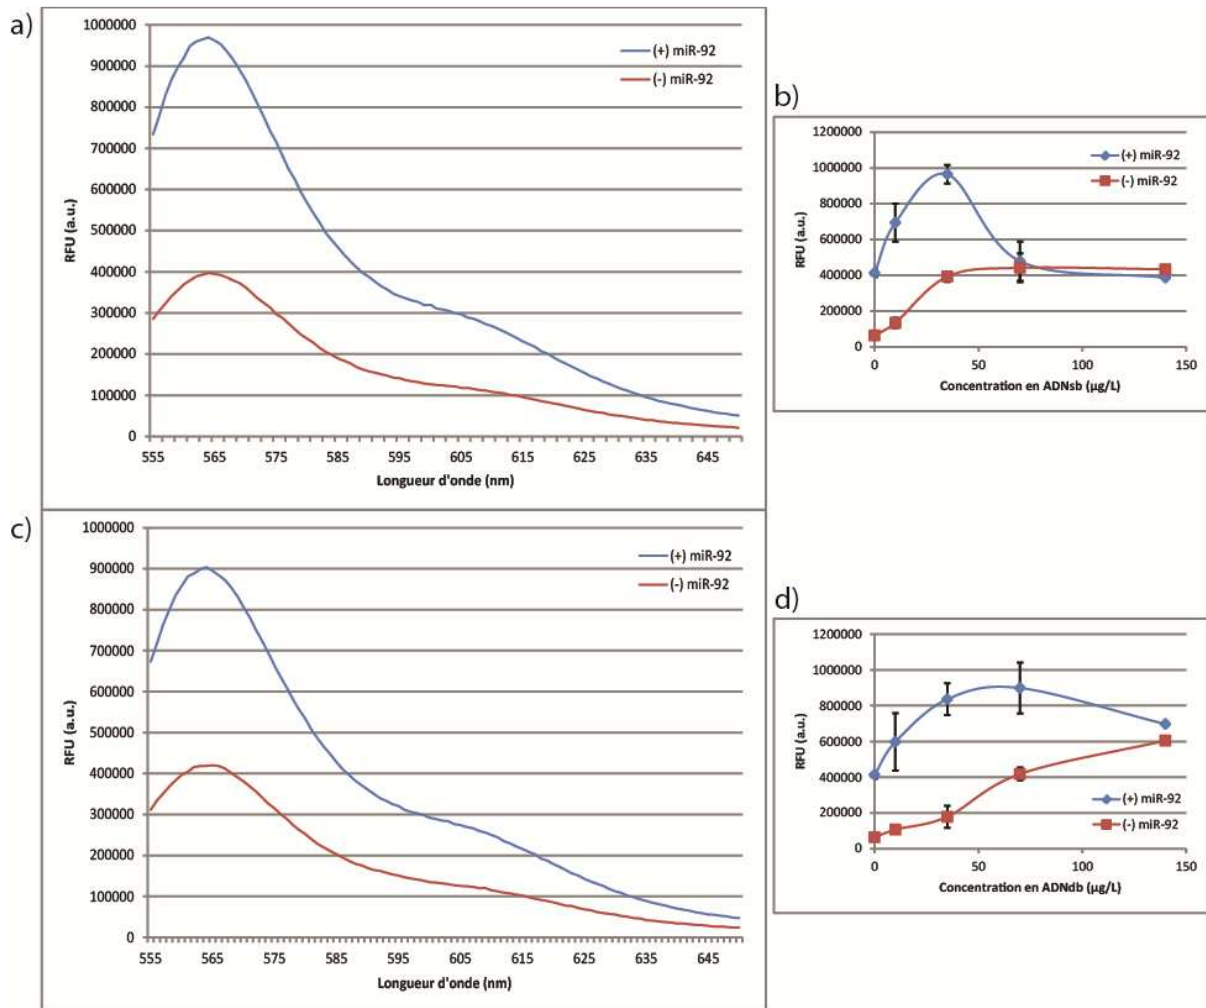 a)
1000000
900000
800000
700000
600000
500000
400000
300000
200000
100000
0
RFU (a.u.)
(+) miR-92
(-) miR-92
555 565 575 585 595 605 615 625 635 645
Longueur d'onde (nm)
b)
1200000
1000000
800000
600000
400000
200000
0
RFU (a.u.)
(+) miR-92
(-) miR-92
0 50 100 150
Concentration en ADNsb (µg/L)
c)
1000000
900000
800000
700000
600000
500000
400000
300000
200000
100000
0
RFU (a.u.)
(+) miR-92
(-) miR-92
555 565 575 585 595 605 615 625 635 645
Longueur d'onde (nm)
d)
1200000
1000000
800000
600000
400000
200000
0
RFU (a.u.)
(+) miR-92
(-) miR-92
0 50 100 150
Concentration en ADNdb (µg/L)